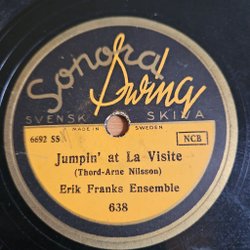 Sonora
Swing
SVENSK SKIVA
MADE IN SWEDEN
6692 SS
NCB
Jumpin' at La Visite
(Thord-Arne Nilsson)
Erik Franks Ensemble
638